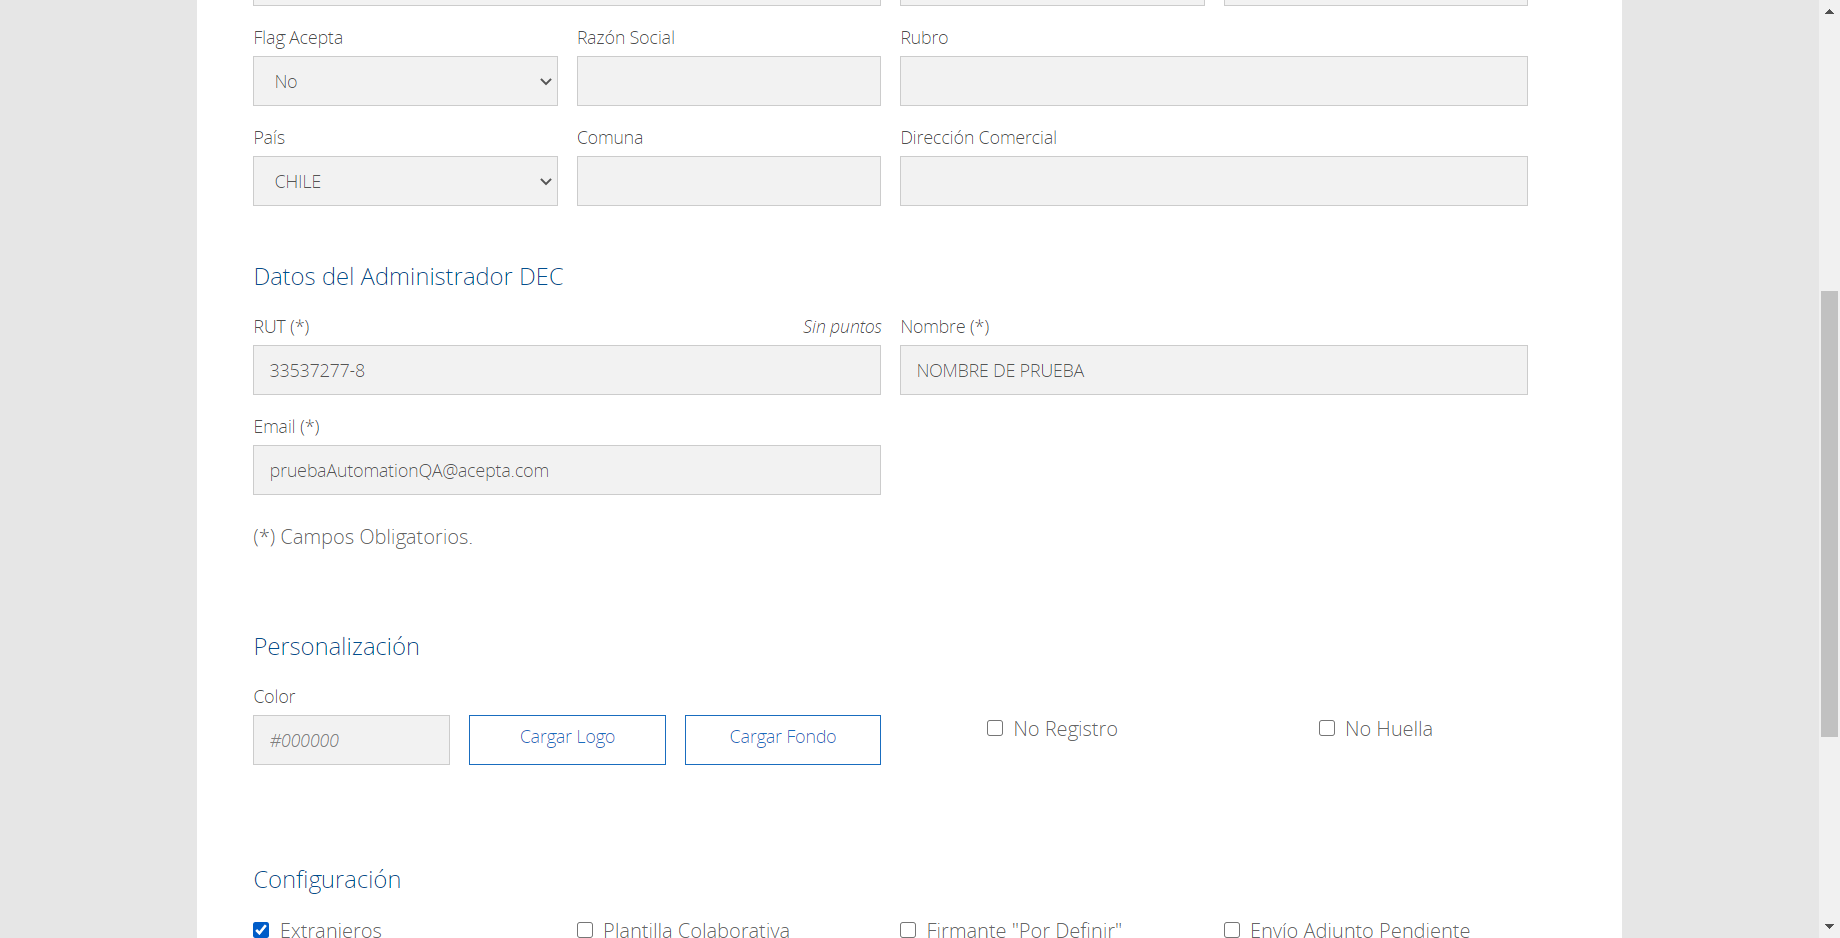 Flag Acepta Razón Social Rubro
No
País Comuna Dirección Comercial
CHILE
Datos del Administrador DEC
RUT (*) Sin puntos Nombre (*)
33537277-8 NOMBRE DE PRUEBA
Email (*)
pruebaAutomationQA@acepta.com
(*) Campos Obligatorios.
Personalización
Color
#000000 Cargar Logo Cargar Fondo No Registro No Huella
Configuración
Extranjeros Plantilla Colaborativa Firmante "Por Definir" Envío Adjunto Pendiente